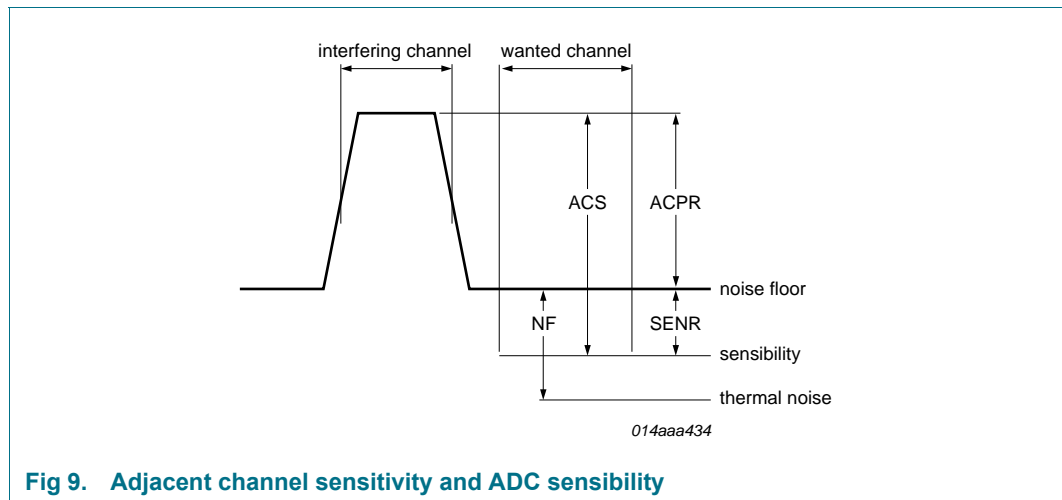 interfering channel
wanted channel
ACS
ACPR
noise floor
NF
SENR
sensibility
thermal noise
014aaa434
Fig 9. Adjacent channel sensitivity and ADC sensibility